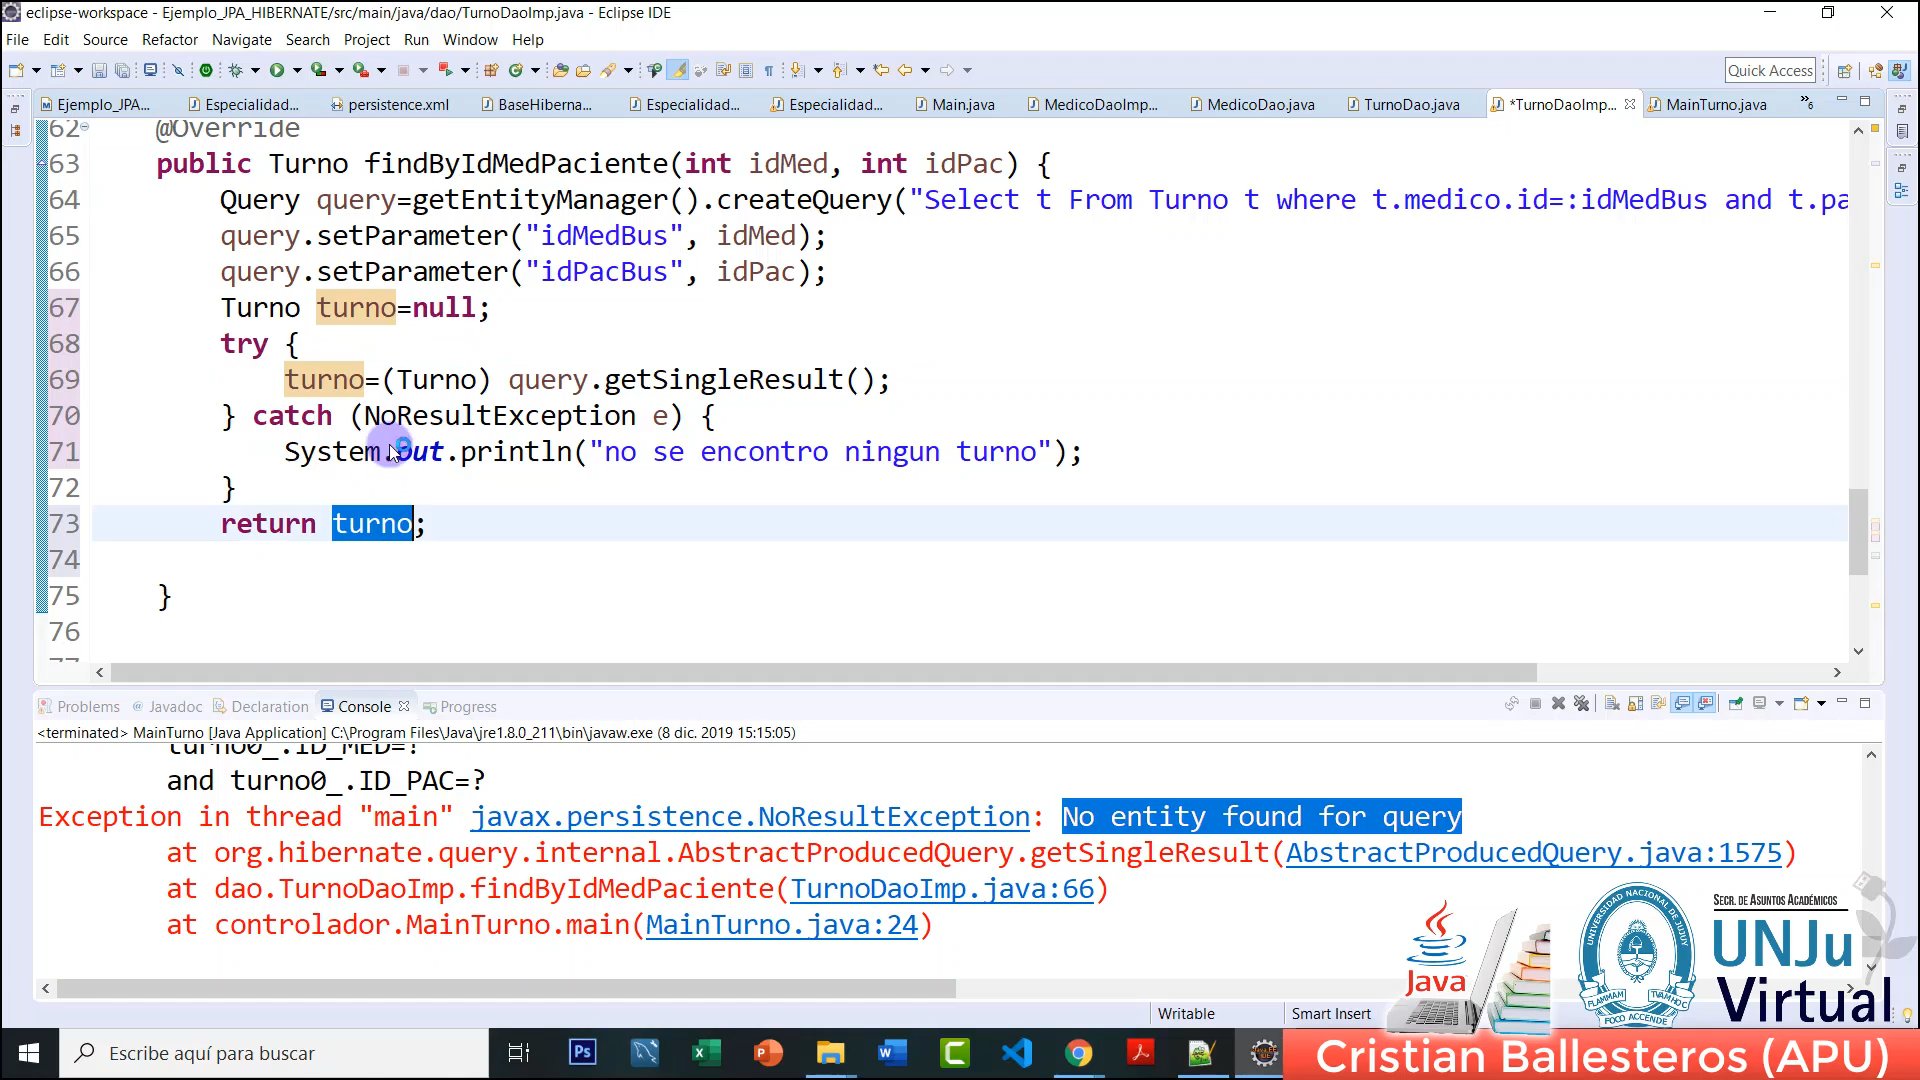 eclipse-workspace - Ejemplo_JPA_HIBERNATE/src/main/java/dao/TurnoDaoImp.java - Eclipse IDE
File Edit Source Refactor Navigate Search Project Run Window Help
Quick Access
Ejemplo_JPA... Especialidad... persistence.xml BaseHiberna... Especialidad... Especialidad... Main.java MedicoDaoImp... MedicoDao.java TurnoDao.java *TurnoDaoImp... MainTurno.java »6
62 @Override
63 public Turno findByIdMedPaciente(int idMed, int idPac) {
64 Query query=getEntityManager().createQuery("Select t From Turno t where t.medico.id=:idMedBus and t.pa
65 query.setParameter("idMedBus", idMed);
66 query.setParameter("idPacBus", idPac);
67 Turno turno=null;
68 try {
69 turno=(Turno) query.getSingleResult();
70 } catch (NoResultException e) {
71 System.out.println("no se encontro ningun turno");
72 }
73 return turno;
74
75 }
76
Problems @ Javadoc Declaration Console Progress
<terminated> MainTurno [Java Application] C:\Program Files\Java\jre1.8.0_211\bin\javaw.exe (8 dic. 2019 15:15:05)
turno0_.ID_MED=?
and turno0_.ID_PAC=?
Exception in thread "main" javax.persistence.NoResultException: No entity found for query
at org.hibernate.query.internal.AbstractProducedQuery.getSingleResult(AbstractProducedQuery.java:1575)
at dao.TurnoDaoImp.findByIdMedPaciente(TurnoDaoImp.java:66)
at controlador.MainTurno.main(MainTurno.java:24)
Java
UNIVERSIDAD NACIONAL DE JUJUY
SECR. DE ASUNTOS ACADÉMICOS
UNJu
Virtual
Writable Smart Insert
Escribe aquí para buscar
Ps
Cristian Ballesteros (APU)